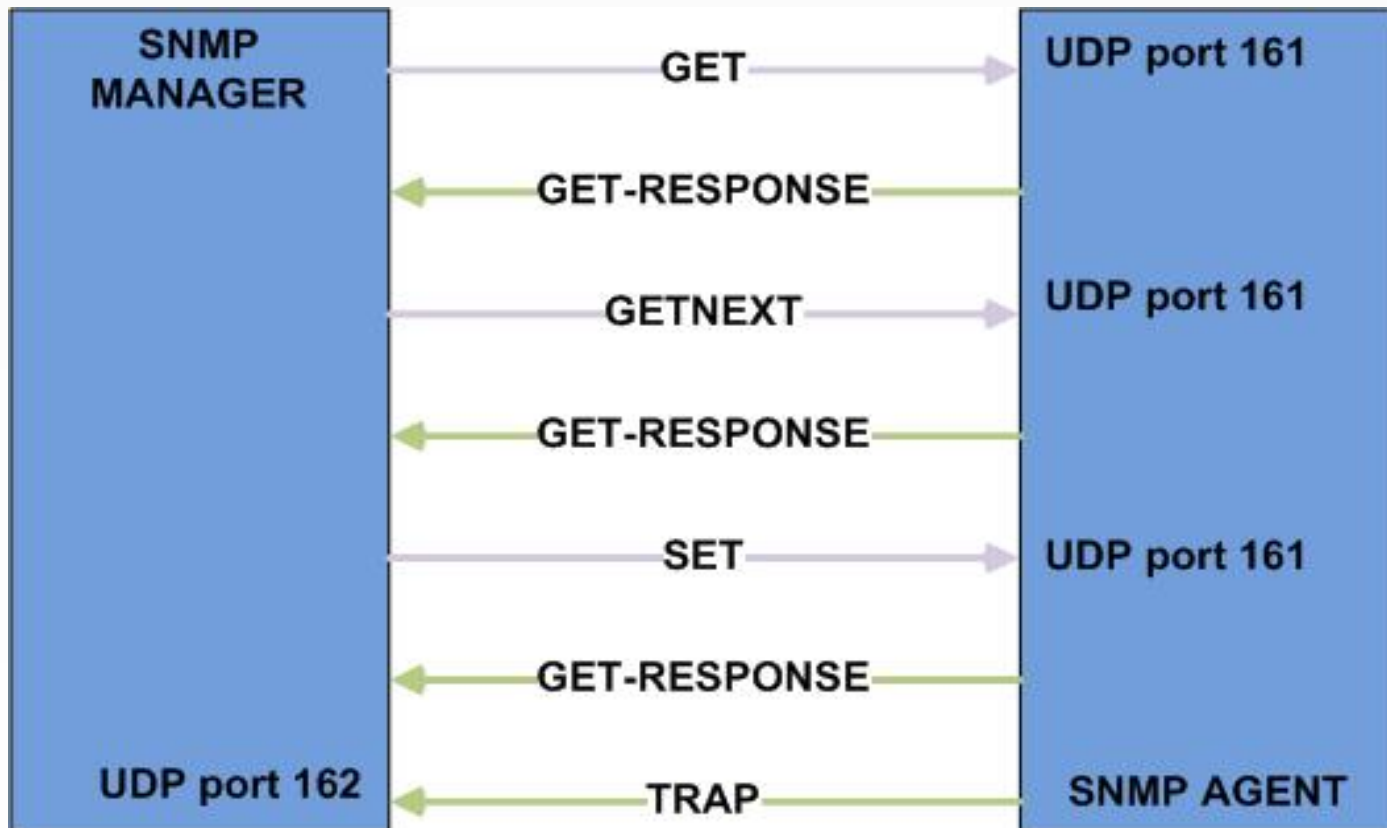 SNMP
MANAGER
GET
UDP port 161
GET-RESPONSE
GETNEXT
UDP port 161
GET-RESPONSE
SET
UDP port 161
GET-RESPONSE
UDP port 162
TRAP
SNMP AGENT